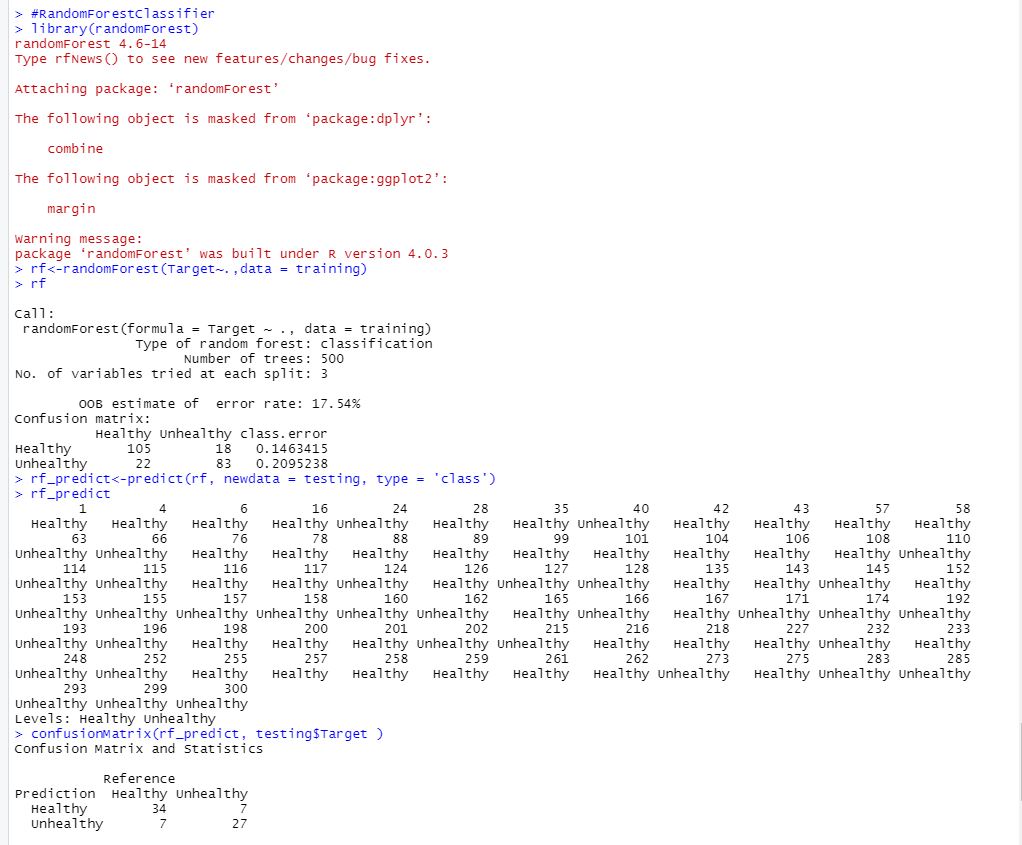 > #RandomForestClassifier
> library(randomForest)
randomForest 4.6-14
Type rfNews() to see new features/changes/bug fixes.
Attaching package: ‘randomForest’
The following object is masked from ‘package:dplyr’:
combine
The following object is masked from ‘package:ggplot2’:
margin
Warning message:
package ‘randomForest’ was built under R version 4.0.3
> rf<-randomForest(Target~.,data = training)
> rf
Call:
randomForest(formula = Target ~ ., data = training)
Type of random forest: classification
Number of trees: 500
No. of variables tried at each split: 3
OOB estimate of  error rate: 17.54%
Confusion matrix:
Healthy Unhealthy class.error
Healthy 105 18 0.1463415
Unhealthy 22 83 0.2095238
> rf_predict<-predict(rf, newdata = testing, type = 'class')
> rf_predict
1 4 6 16 24 28 35 40 42 43 57 58
Healthy Healthy Healthy Healthy Unhealthy Healthy Healthy Unhealthy Healthy Healthy Healthy Healthy
63 66 76 78 88 89 99 101 104 106 108 110
Unhealthy Unhealthy Healthy Healthy Healthy Healthy Healthy Healthy Healthy Healthy Healthy Unhealthy
114 115 116 117 124 126 127 128 135 143 145 152
Unhealthy Unhealthy Healthy Healthy Unhealthy Healthy Unhealthy Unhealthy Healthy Healthy Unhealthy Healthy
153 155 157 158 160 162 165 166 167 171 174 192
Unhealthy Unhealthy Unhealthy Unhealthy Unhealthy Unhealthy Healthy Unhealthy Healthy Unhealthy Unhealthy Unhealthy
193 196 198 200 201 202 215 216 218 227 232 233
Unhealthy Unhealthy Healthy Healthy Healthy Unhealthy Unhealthy Healthy Healthy Healthy Unhealthy Healthy
248 252 255 257 258 259 261 262 273 275 283 285
Unhealthy Unhealthy Healthy Healthy Healthy Healthy Healthy Healthy Unhealthy Healthy Unhealthy Unhealthy
293 299 300
Unhealthy Unhealthy Unhealthy
Levels: Healthy Unhealthy
> confusionMatrix(rf_predict, testing$Target )
Confusion Matrix and Statistics
Reference
Prediction Healthy Unhealthy
Healthy 34 7
Unhealthy 7 27